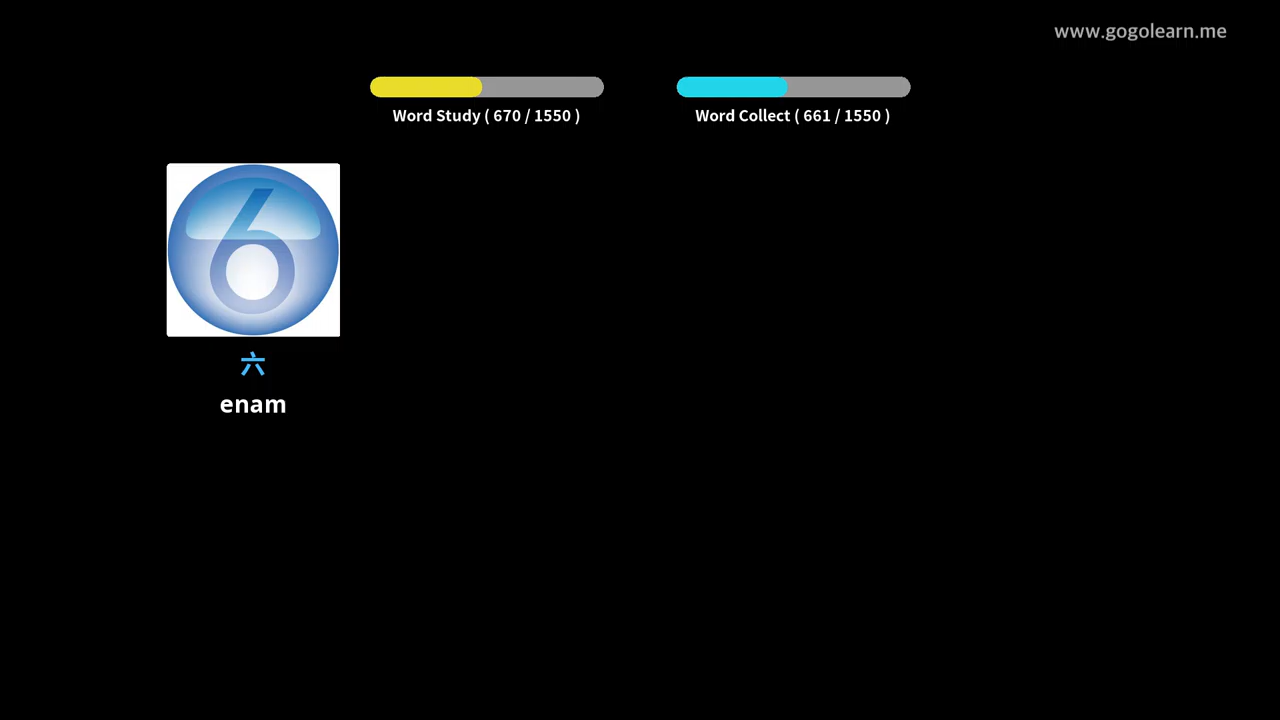 www.gogolearn.me
Word Study ( 670 / 1550 )
Word Collect ( 661 / 1550 )
6
六
enam